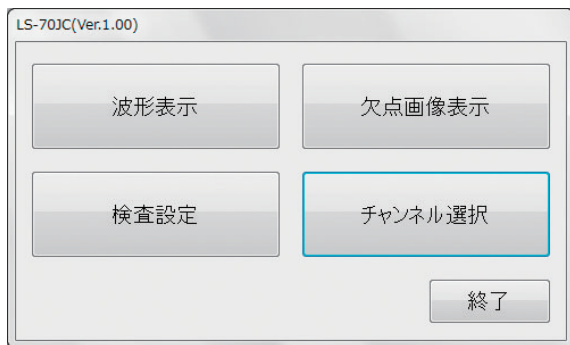 LS-70JC(Ver.1.00)
波形表示
欠点画像表示
検査設定
チャンネル選択
終了